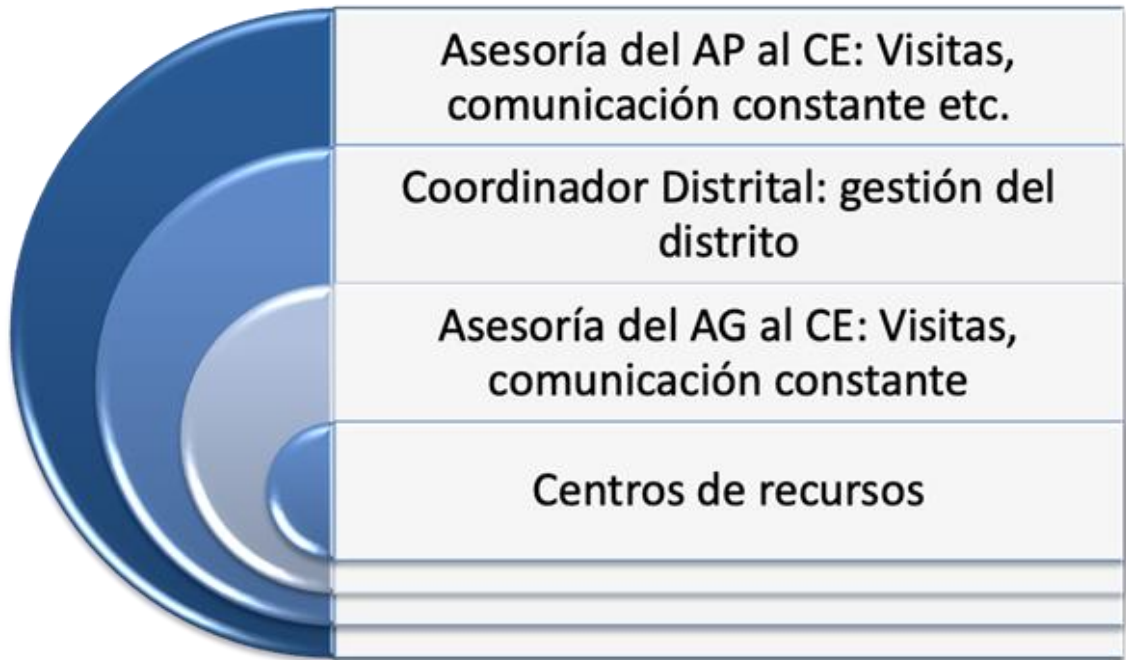 Asesoría del AP al CE: Visitas,
comunicación constante etc.
Coordinador Distrital: gestión del
distrito
Asesoría del AG al CE: Visitas,
comunicación constante
Centros de recursos